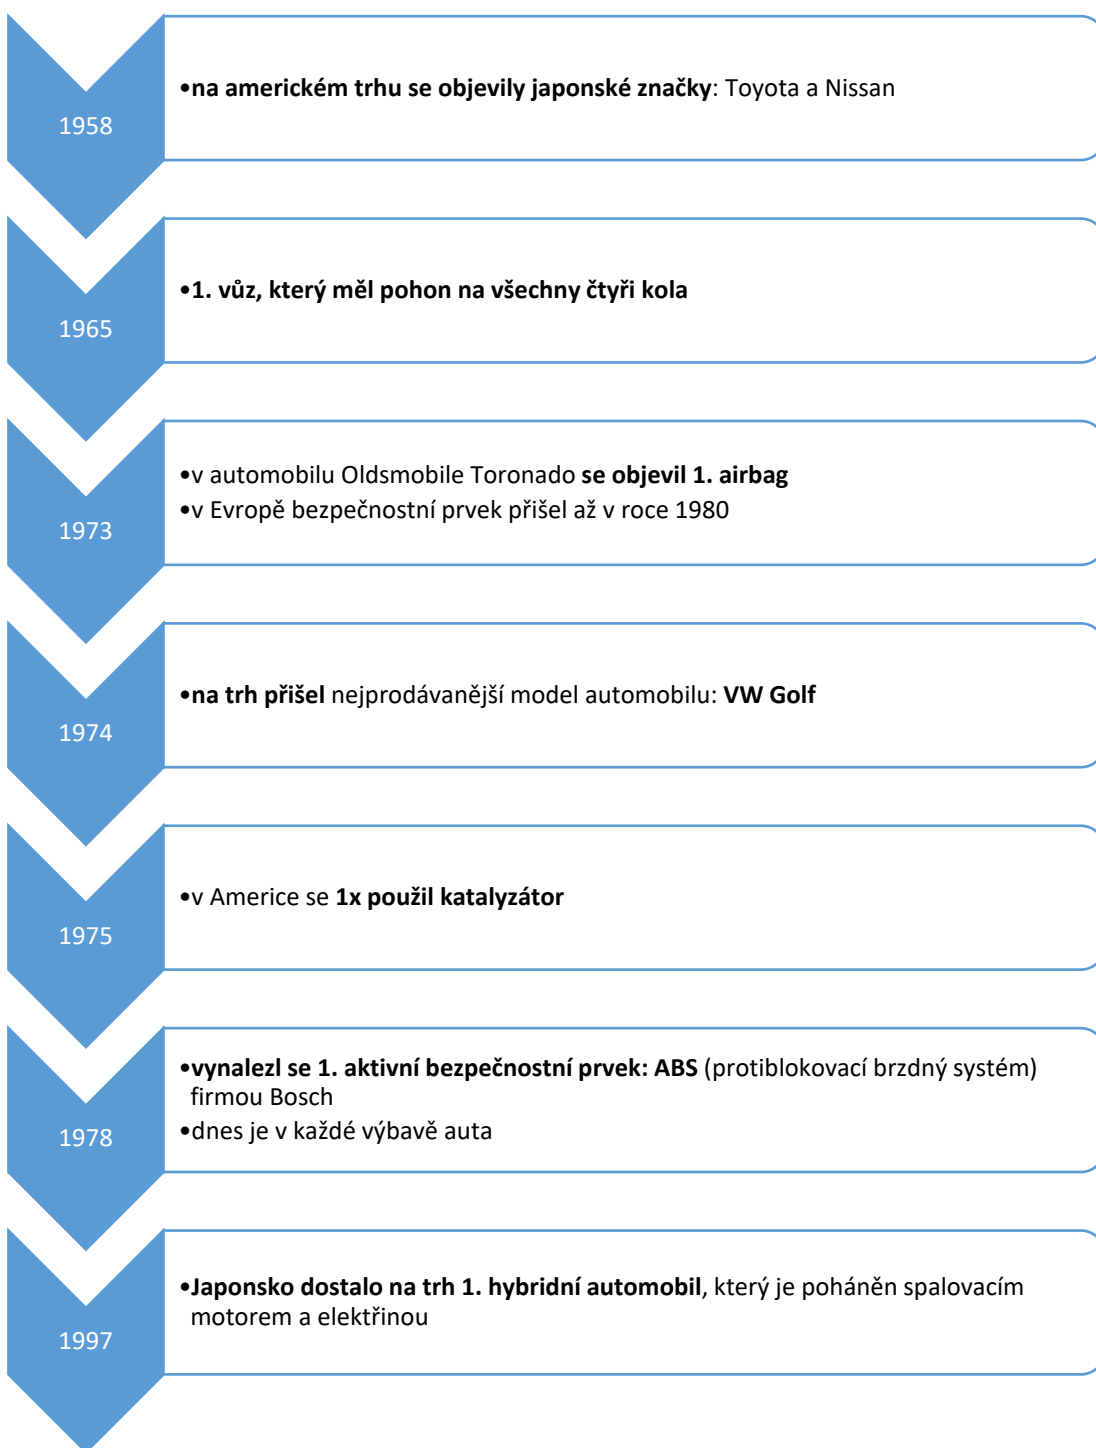 1958
•na americkém trhu se objevily japonské značky: Toyota a Nissan
1965
•1. vůz, který měl pohon na všechny čtyři kola
1973
•v automobilu Oldsmobile Toronado se objevil 1. airbag
•v Evropě bezpečnostní prvek přišel až v roce 1980
1974
•na trh přišel nejprodávanější model automobilu: VW Golf
1975
•v Americe se 1x použil katalyzátor
1978
•vynalezl se 1. aktivní bezpečnostní prvek: ABS (protiblokovací brzdný systém)
firmou Bosch
•dnes je v každé výbavě auta
1997
•Japonsko dostalo na trh 1. hybridní automobil, který je poháněn spalovacím
motorem a elektřinou